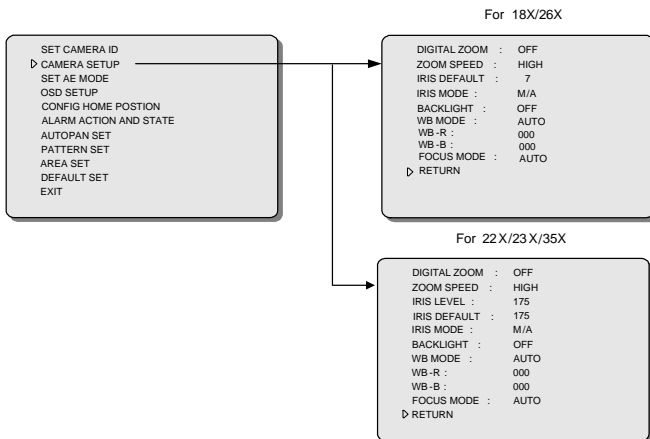 For 18X/26X
SET CAMERA ID
CAMERA SETUP
SET AE MODE
OSD SETUP
CONFIG HOME POSTION
ALARM ACTION AND STATE
AUTOPAN SET
PATTERN SET
AREA SET
DEFAULT SET
EXIT
DIGITAL ZOOM : OFF
ZOOM SPEED : HIGH
IRIS DEFAULT : 7
IRIS MODE : M/A
BACKLIGHT : OFF
WB MODE : AUTO
WB-R : 000
WB-B : 000
FOCUS MODE : AUTO
RETURN
For 22X/23X/35X
DIGITAL ZOOM : OFF
ZOOM SPEED : HIGH
IRIS LEVEL : 175
IRIS DEFAULT : 175
IRIS MODE : M/A
BACKLIGHT : OFF
WB MODE : AUTO
WB-R : 000
WB-B : 000
FOCUS MODE : AUTO
RETURN